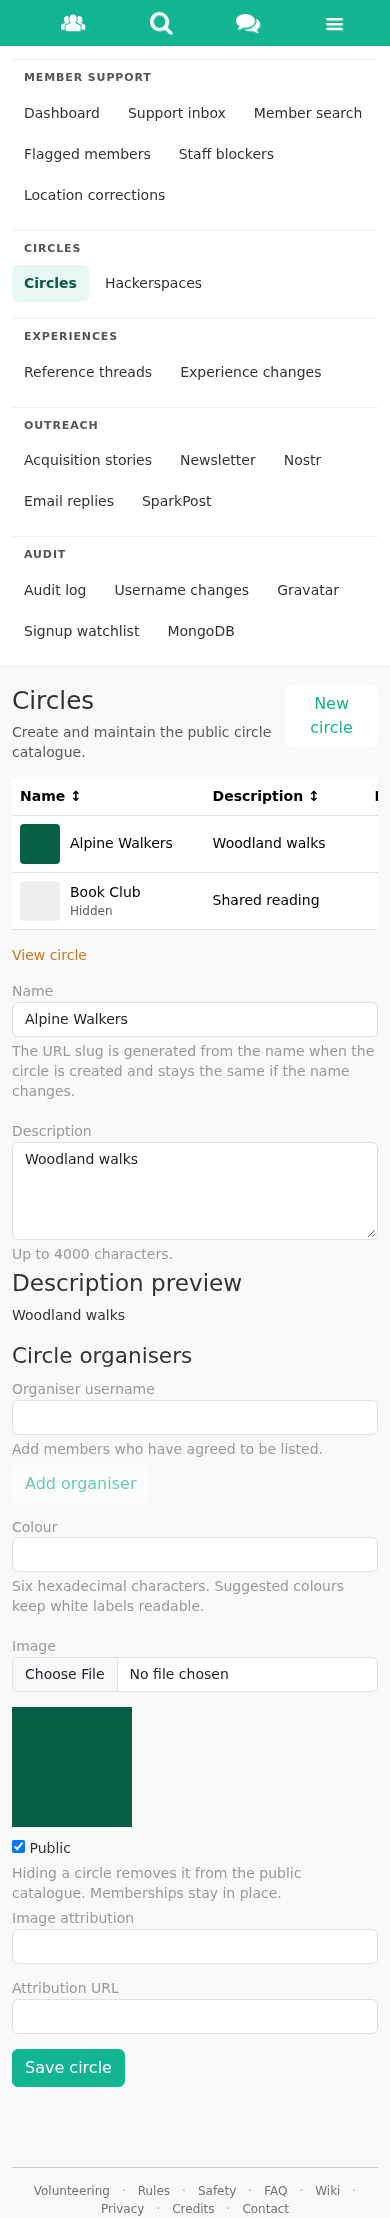 MEMBER SUPPORT
Dashboard Support inbox Member search
Flagged members Staff blockers
Location corrections
CIRCLES
Circles Hackerspaces
EXPERIENCES
Reference threads Experience changes
OUTREACH
Acquisition stories Newsletter Nostr
Email replies SparkPost
AUDIT
Audit log Username changes Gravatar
Signup watchlist MongoDB
Circles
New circle
Create and maintain the public circle
catalogue.
Name ↕ Description ↕
Alpine Walkers Woodland walks
Book Club
Hidden
Shared reading
View circle
Name
Alpine Walkers
The URL slug is generated from the name when the
circle is created and stays the same if the name
changes.
Description
Woodland walks
Up to 4000 characters.
Description preview
Woodland walks
Circle organisers
Organiser username
Add members who have agreed to be listed.
Add organiser
Colour
Six hexadecimal characters. Suggested colours
keep white labels readable.
Image
Choose File No file chosen
Public
Hiding a circle removes it from the public
catalogue. Memberships stay in place.
Image attribution
Attribution URL
Save circle
Volunteering · Rules · Safety · FAQ · Wiki ·
Privacy · Credits · Contact